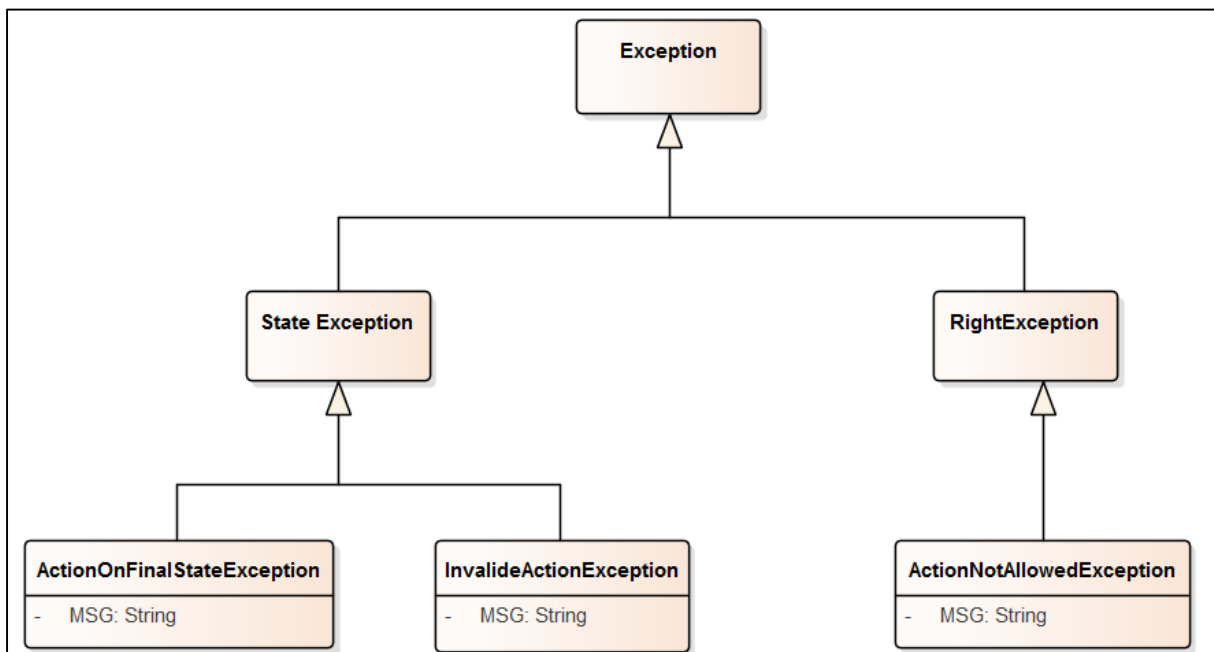 Exception
State Exception
RightException
ActionOnFinalStateException
- MSG: String
InvalideActionException
- MSG: String
ActionNotAllowedException
- MSG: String